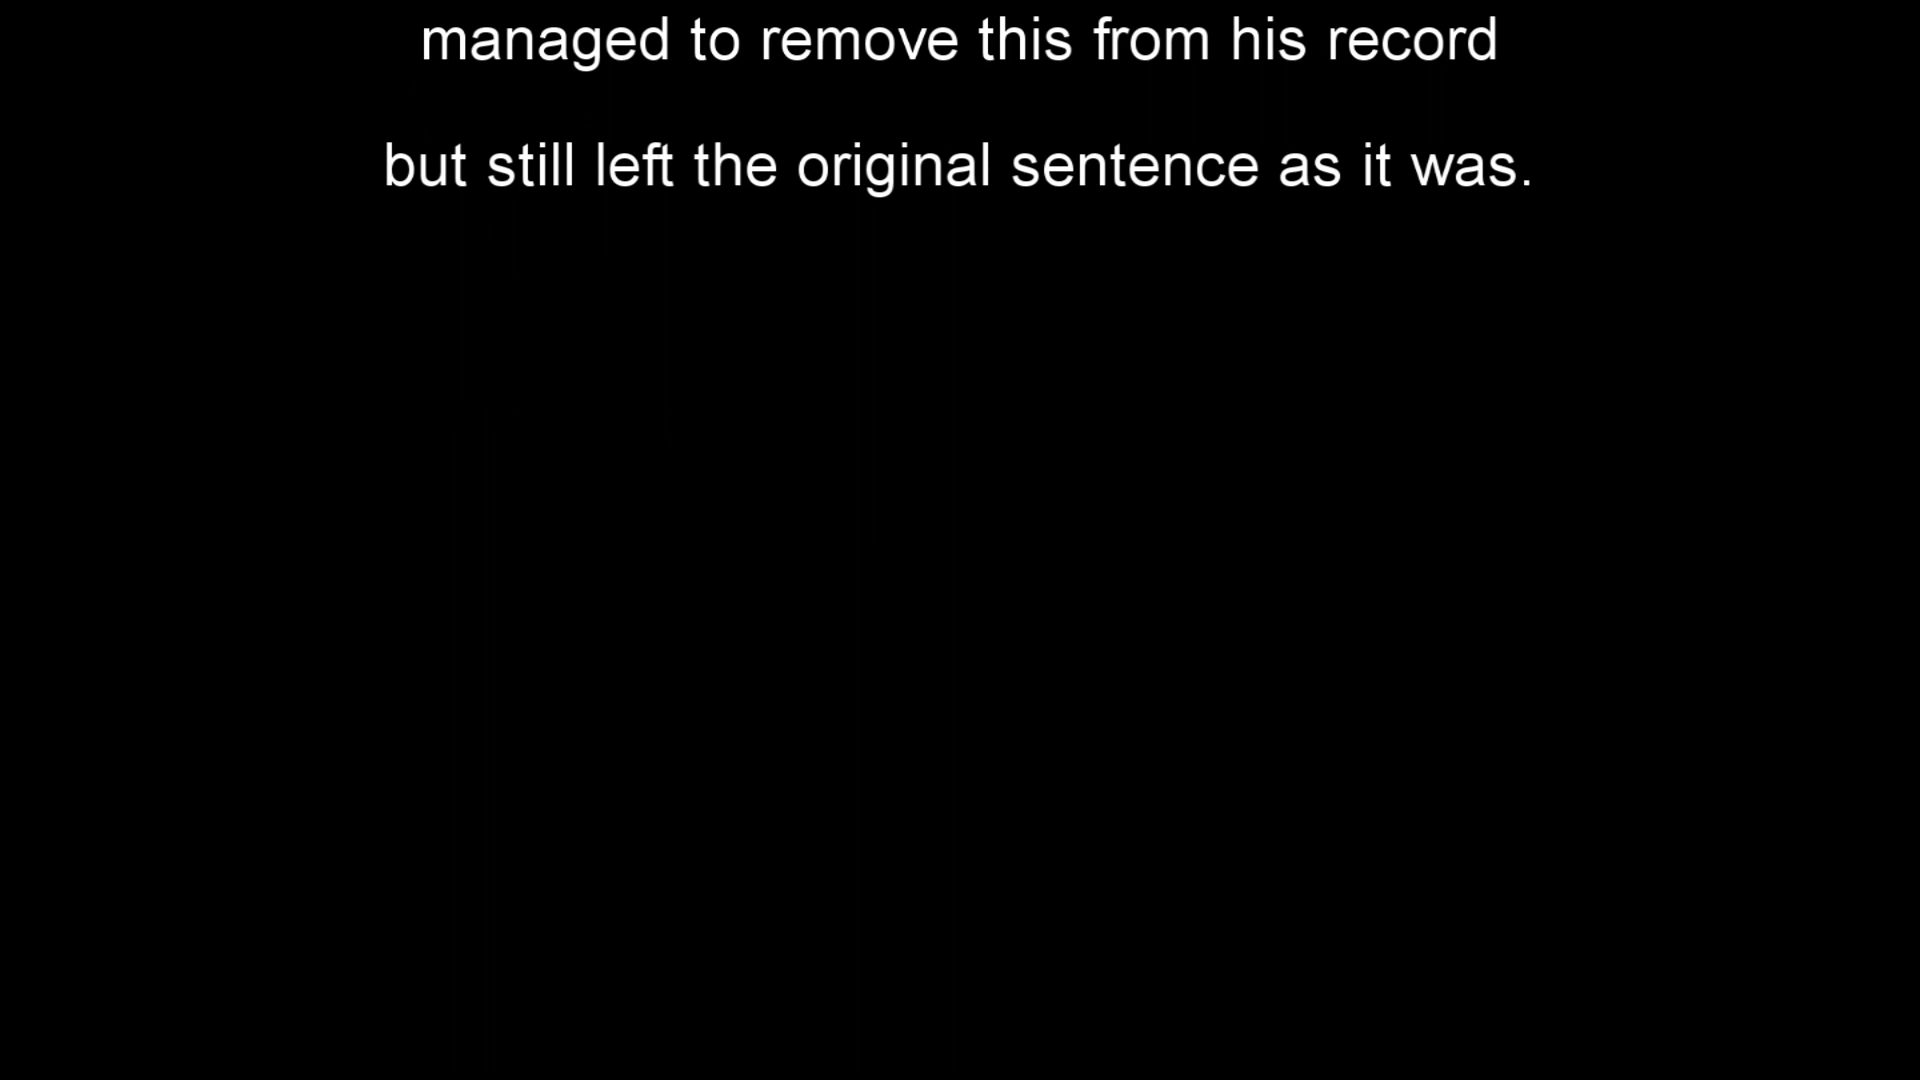 managed to remove this from his record
but still left the original sentence as it was.